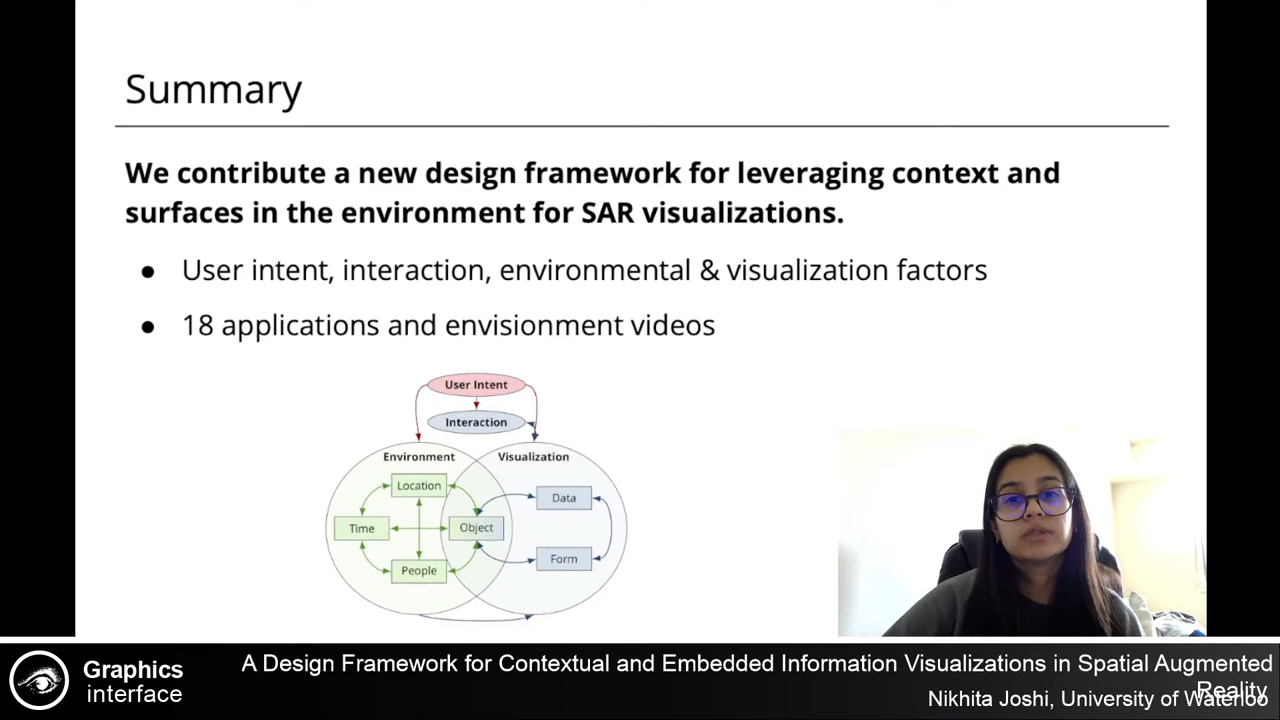 Summary
We contribute a new design framework for leveraging context and
surfaces in the environment for SAR visualizations.
● User intent, interaction, environmental & visualization factors
● 18 applications and envisionment videos
User Intent
Interaction
Environment
Visualization
Location
Data
Time
Object
Form
People
Graphics
interface
A Design Framework for Contextual and Embedded Information Visualizations in Spatial Augmented
Reality
Nikhita Joshi, University of Waterloo